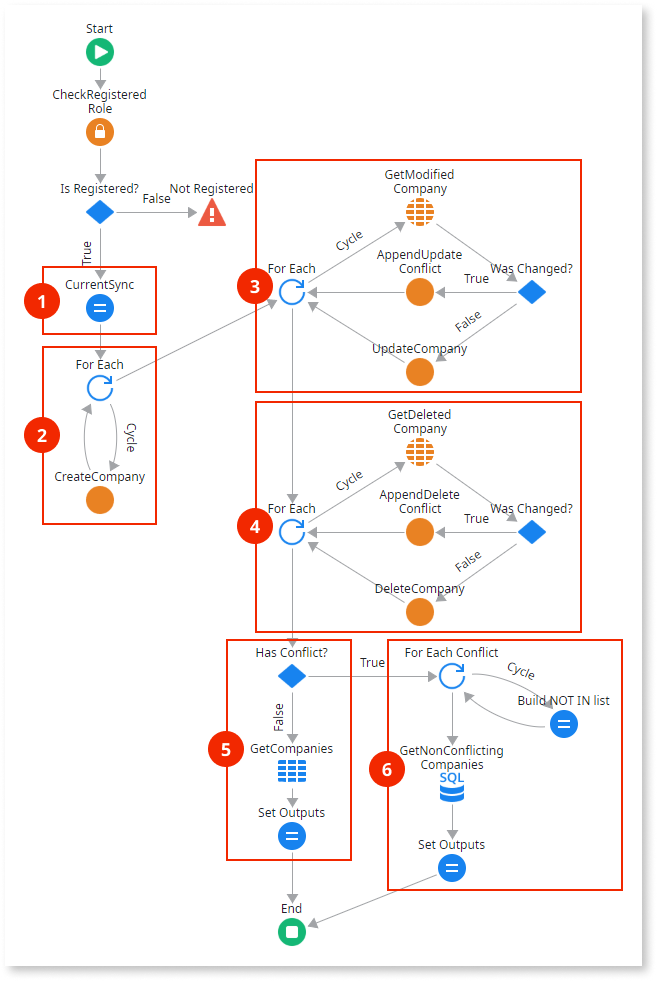 Start
CheckRegistered
Role
Is Registered?
False
Not Registered
True
1
CurrentSync
2
For Each
Cycle
CreateCompany
3
GetModified
Company
Cycle
For Each
AppendUpdate
Conflict
True
Was Changed?
False
UpdateCompany
4
GetDeleted
Company
Cycle
For Each
AppendDelete
Conflict
True
Was Changed?
False
DeleteCompany
5
Has Conflict?
True
False
GetCompanies
Set Outputs
6
For Each Conflict
Cycle
Build NOT IN list
GetNonConflicting
Companies
SQL
Set Outputs
End